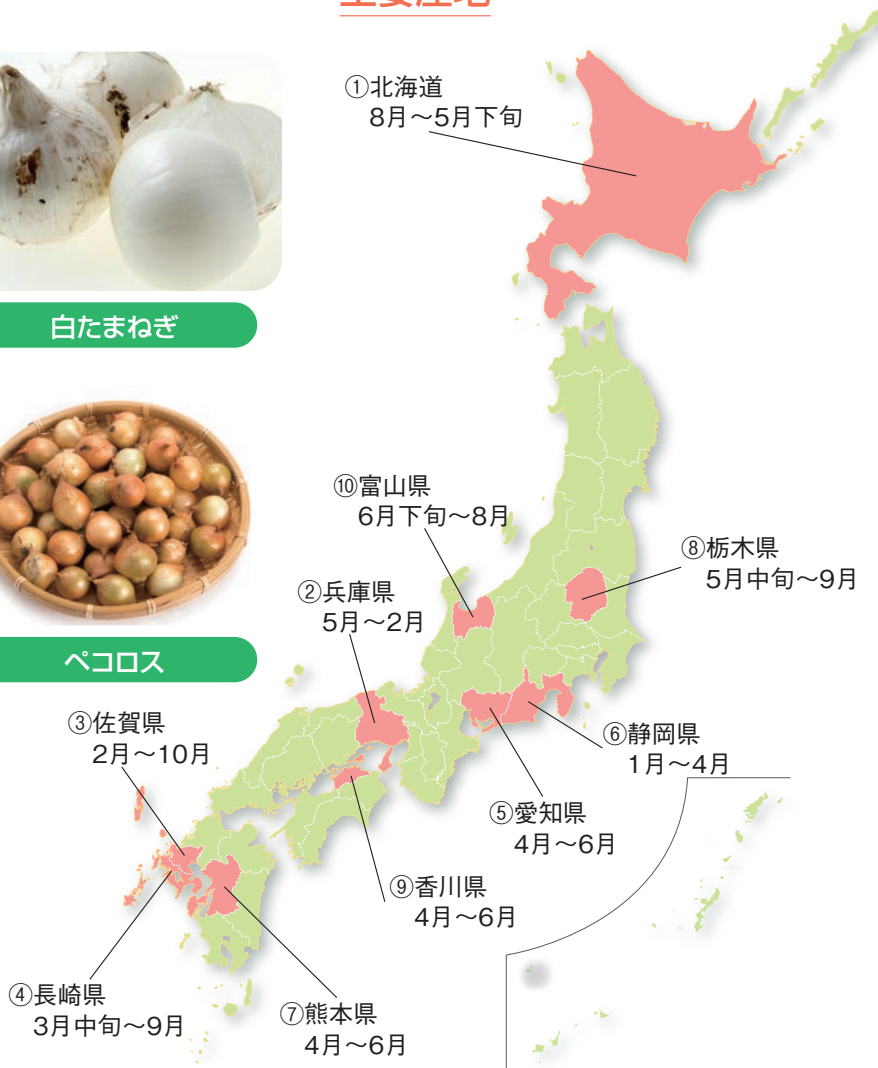 主要産地
①北海道
8月～5月下旬
白たまねぎ
⑩富山県
6月下旬～8月
⑧栃木県
5月中旬～9月
②兵庫県
5月～2月
ペコロス
③佐賀県
2月～10月
⑥静岡県
1月～4月
⑤愛知県
4月～6月
⑨香川県
4月～6月
④長崎県
3月中旬～9月
⑦熊本県
4月～6月